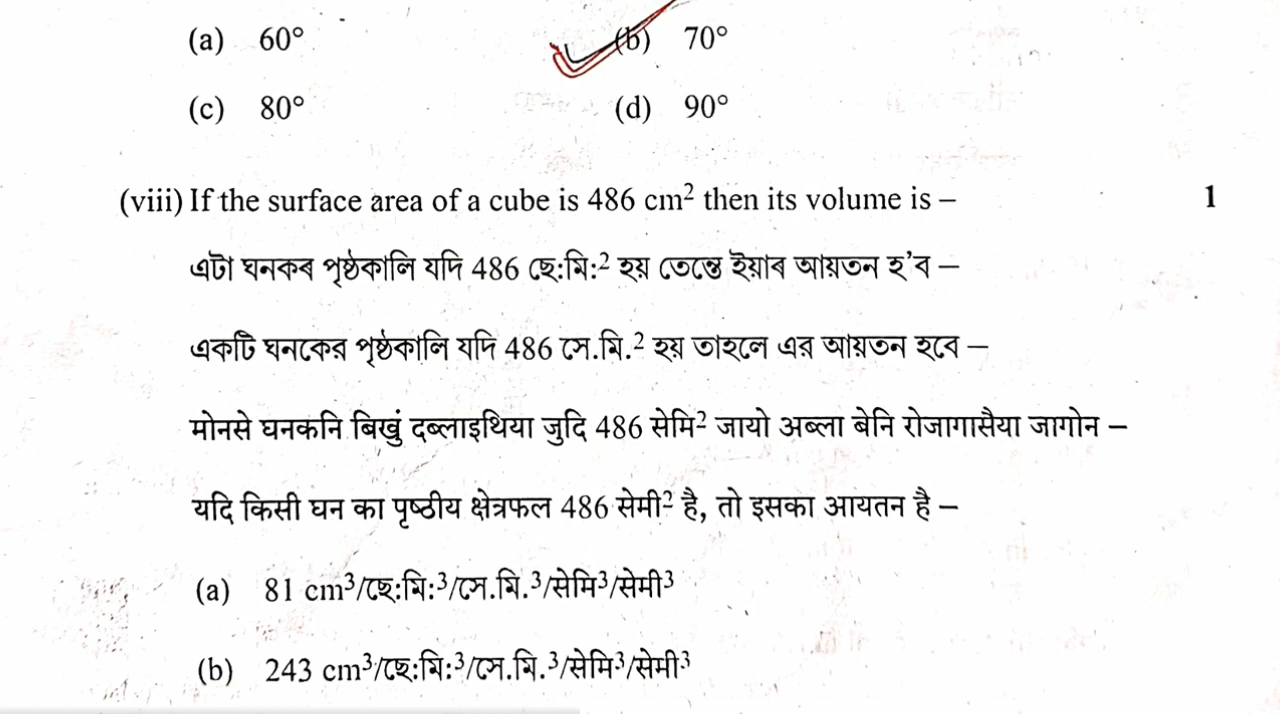 (a) 60° (b) 70°
(c) 80° (d) 90°
(viii) If the surface area of a cube is 486 cm² then its volume is – 1
এটা ঘনকৰ পৃষ্ঠকালি যদি 486 ছে:মি:² হয় তেন্তে ইয়াৰ আয়তন হ'ব –
একটি ঘনকের পৃষ্ঠকালি যদি 486 সে.মি.² হয় তাহলে এর আয়তন হবে –
मोनसे घनकनि बिखुं दब्लाइथिया जुदि 486 सेमि² जायो अब्ला बेनि रोजागासैया जागोन –
यदि किसी घन का पृष्ठीय क्षेत्रफल 486 सेमी² है, तो इसका आयतन है –
(a) 81 cm³/ছে:মি:³/সে.মি.³/सेमि³/सेमी³
(b) 243 cm³/ছে:মি:³/সে.মি.³/सेमि³/सेमी³